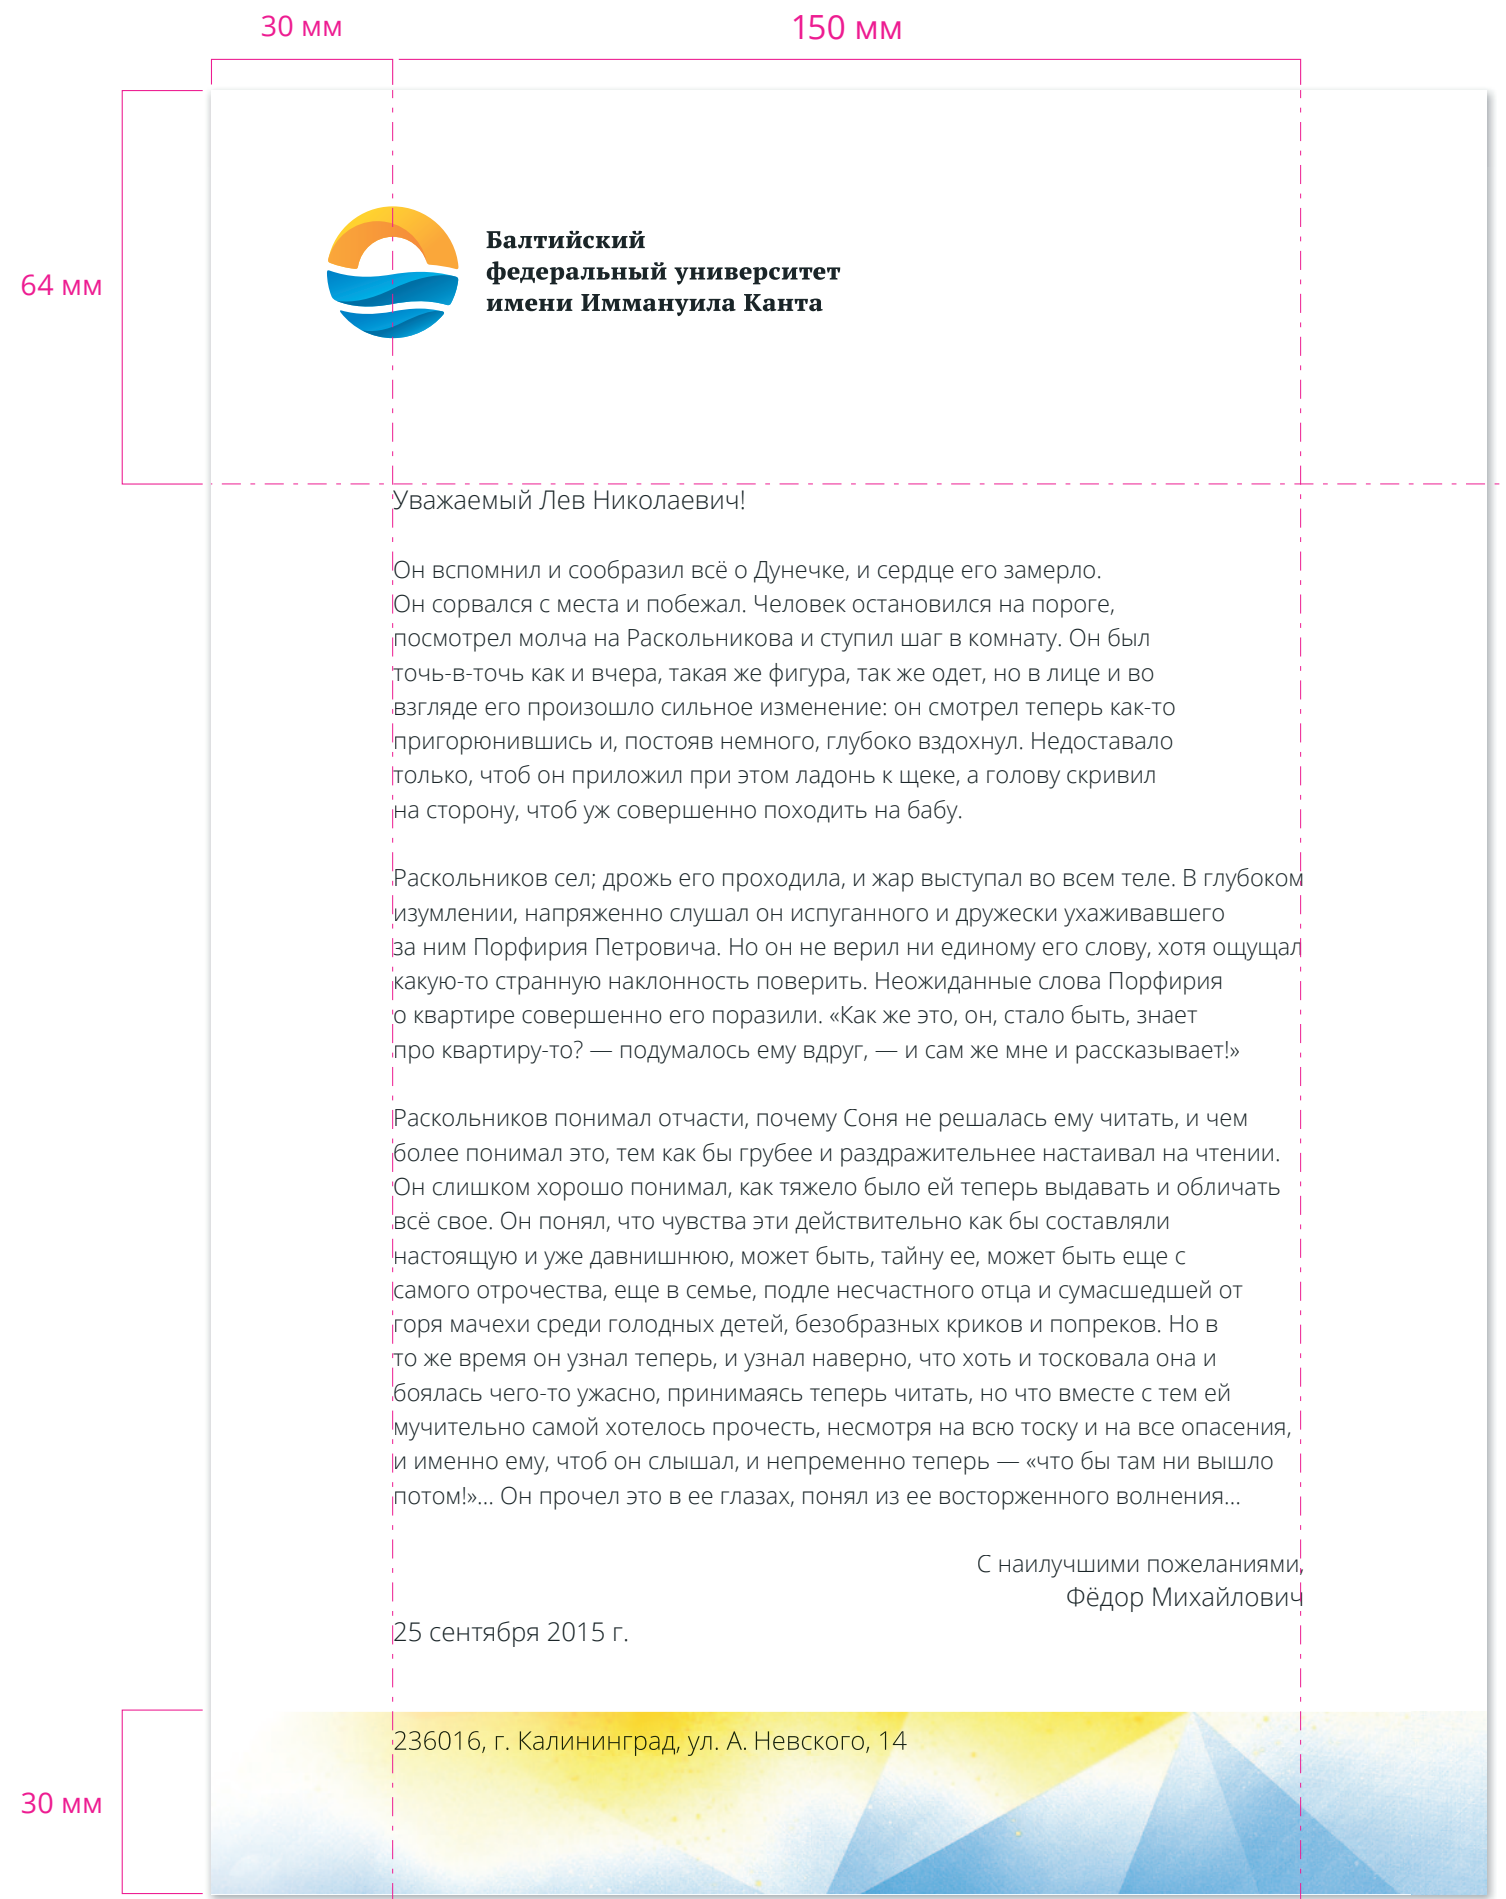 30 мм
150 мм
64 мм
Балтийский
федеральный университет
имени Иммануила Канта
Уважаемый Лев Николаевич!
Он вспомнил и сообразил всё о Дунечке, и сердце его замерло.
Он сорвался с места и побежал. Человек остановился на пороге,
посмотрел молча на Раскольникова и ступил шаг в комнату. Он был
точь-в-точь как и вчера, такая же фигура, так же одет, но в лице и во
взгляде его произошло сильное изменение: он смотрел теперь как-то
пригорюнившись и, постояв немного, глубоко вздохнул. Недоставало
только, чтоб он приложил при этом ладонь к щеке, а голову скривил
на сторону, чтоб уж совершенно походить на бабу.
Раскольников сел; дрожь его проходила, и жар выступал во всем теле. В глубоком
изумлении, напряженно слушал он испуганного и дружески ухаживавшего
за ним Порфирия Петровича. Но он не верил ни единому его слову, хотя ощущал
какую-то странную наклонность поверить. Неожиданные слова Порфирия
о квартире совершенно его поразили. «Как же это, он, стало быть, знает
про квартиру-то? — подумалось ему вдруг, — и сам же мне и рассказывает!»
Раскольников понимал отчасти, почему Соня не решалась ему читать, и чем
более понимал это, тем как бы грубее и раздражительнее настаивал на чтении.
Он слишком хорошо понимал, как тяжело было ей теперь выдавать и обличать
всё свое. Он понял, что чувства эти действительно как бы составляли
настоящую и уже давнишнюю, может быть, тайну ее, может быть еще с
самого отрочества, еще в семье, подле несчастного отца и сумасшедшей от
горя мачехи среди голодных детей, безобразных криков и попреков. Но в
то же время он узнал теперь, и узнал наверно, что хоть и тосковала она и
боялась чего-то ужасно, принимаясь теперь читать, но что вместе с тем ей
мучительно самой хотелось прочесть, несмотря на всю тоску и на все опасения,
и именно ему, чтоб он слышал, и непременно теперь — «что бы там ни вышло
потом!»... Он прочел это в ее глазах, понял из ее восторженного волнения...
С наилучшими пожеланиями,
Фёдор Михайлович
25 сентября 2015 г.
236016, г. Калининград, ул. А. Невского, 14
30 мм